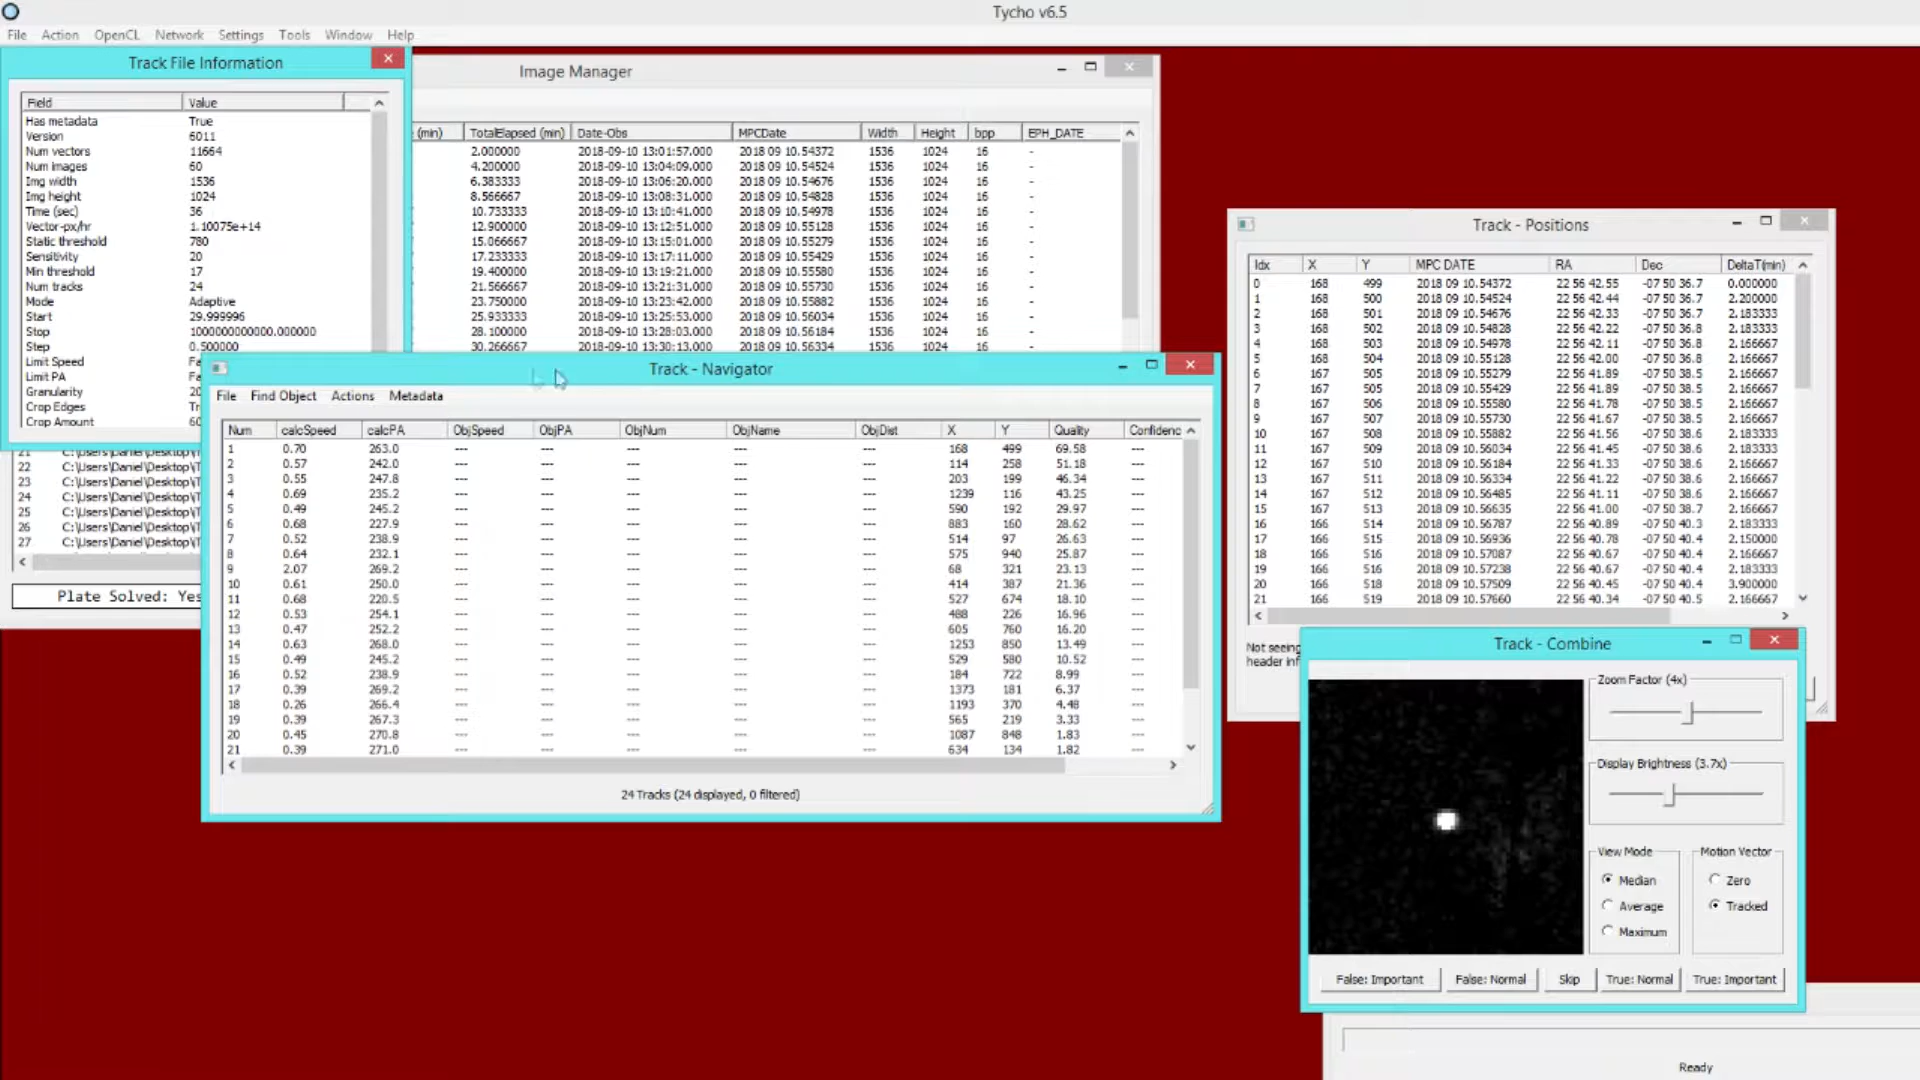 Tycho v6.5
File Action OpenCL Network Settings Tools Window Help
Track File Information
Field Value
Has metadata True
Version 6011
Num vectors 11664
Num images 60
Img width 1536
Img height 1024
Time (sec) 36
Vector-px/hr 1.10075e+14
Static threshold 780
Sensitivity 20
Min threshold 17
Num tracks 24
Mode Adaptive
Start 29.999996
Stop 1000000000000.000000
Step 0.500000
Limit Speed
Limit PA
Granularity
Crop Edges
Crop Amount
Image Manager
(min) TotalElapsed (min) Date-Obs MPCDate Width Height bpp EPH_DATE
2.000000 2018-09-10 13:01:57.000 2018 09 10.54372 1536 1024 16 -
4.200000 2018-09-10 13:04:09.000 2018 09 10.54524 1536 1024 16 -
6.383333 2018-09-10 13:06:20.000 2018 09 10.54676 1536 1024 16 -
8.566667 2018-09-10 13:08:31.000 2018 09 10.54828 1536 1024 16 -
10.733333 2018-09-10 13:10:41.000 2018 09 10.54978 1536 1024 16 -
12.900000 2018-09-10 13:12:51.000 2018 09 10.55128 1536 1024 16 -
15.066667 2018-09-10 13:15:01.000 2018 09 10.55279 1536 1024 16 -
17.233333 2018-09-10 13:17:11.000 2018 09 10.55429 1536 1024 16 -
19.400000 2018-09-10 13:19:21.000 2018 09 10.55580 1536 1024 16 -
21.566667 2018-09-10 13:21:31.000 2018 09 10.55730 1536 1024 16 -
23.750000 2018-09-10 13:23:42.000 2018 09 10.55882 1536 1024 16 -
25.933333 2018-09-10 13:25:53.000 2018 09 10.56034 1536 1024 16 -
28.100000 2018-09-10 13:28:03.000 2018 09 10.56184 1536 1024 16 -
30.266667 2018-09-10 13:30:13.000 2018 09 10.56334 1536 1024 16 -
22 C:\Users\Daniel\Desktop\
23 C:\Users\Daniel\Desktop\
24 C:\Users\Daniel\Desktop\
25 C:\Users\Daniel\Desktop\
26 C:\Users\Daniel\Desktop\
27 C:\Users\Daniel\Desktop\
Plate Solved: Yes
Track - Navigator
File Find Object Actions Metadata
Num calcSpeed calcPA ObjSpeed ObjPA ObjNum ObjName ObjDist X Y Quality Confidenc
1 0.70 263.0 --- --- --- --- --- 168 499 69.58 ---
2 0.57 242.0 --- --- --- --- --- 114 258 51.18 ---
3 0.55 247.8 --- --- --- --- --- 203 199 46.34 ---
4 0.69 235.2 --- --- --- --- --- 1239 116 43.25 ---
5 0.49 245.2 --- --- --- --- --- 590 192 29.97 ---
6 0.68 227.9 --- --- --- --- --- 883 160 28.62 ---
7 0.52 238.9 --- --- --- --- --- 514 97 26.63 ---
8 0.64 232.1 --- --- --- --- --- 575 940 25.87 ---
9 2.07 269.2 --- --- --- --- --- 68 321 23.13 ---
10 0.61 250.0 --- --- --- --- --- 414 387 21.36 ---
11 0.68 220.5 --- --- --- --- --- 527 674 18.10 ---
12 0.53 254.1 --- --- --- --- --- 488 226 16.96 ---
13 0.47 252.2 --- --- --- --- --- 605 760 16.20 ---
14 0.63 268.0 --- --- --- --- --- 1253 850 13.49 ---
15 0.49 245.2 --- --- --- --- --- 529 580 10.52 ---
16 0.52 238.9 --- --- --- --- --- 184 722 8.99 ---
17 0.39 269.2 --- --- --- --- --- 1373 181 6.37 ---
18 0.26 266.4 --- --- --- --- --- 1193 370 4.48 ---
19 0.39 267.3 --- --- --- --- --- 565 219 3.33 ---
20 0.45 270.8 --- --- --- --- --- 1087 848 1.83 ---
21 0.39 271.0 --- --- --- --- --- 634 134 1.82 ---
24 Tracks (24 displayed, 0 filtered)
Track - Positions
Idx X Y MPC DATE RA Dec DeltaT(min)
0 168 499 2018 09 10.54372 22 56 42.55 -07 50 36.7 0.000000
1 168 500 2018 09 10.54524 22 56 42.44 -07 50 36.7 2.200000
2 168 501 2018 09 10.54676 22 56 42.33 -07 50 36.7 2.183333
3 168 502 2018 09 10.54828 22 56 42.22 -07 50 36.8 2.183333
4 168 503 2018 09 10.54978 22 56 42.11 -07 50 36.8 2.166667
5 168 504 2018 09 10.55128 22 56 42.00 -07 50 36.8 2.166667
6 167 505 2018 09 10.55279 22 56 41.89 -07 50 38.5 2.166667
7 167 505 2018 09 10.55429 22 56 41.89 -07 50 38.5 2.166667
8 167 506 2018 09 10.55580 22 56 41.78 -07 50 38.5 2.166667
9 167 507 2018 09 10.55730 22 56 41.67 -07 50 38.5 2.166667
10 167 508 2018 09 10.55882 22 56 41.56 -07 50 38.6 2.183333
11 167 509 2018 09 10.56034 22 56 41.45 -07 50 38.6 2.183333
12 167 510 2018 09 10.56184 22 56 41.33 -07 50 38.6 2.166667
13 167 511 2018 09 10.56334 22 56 41.22 -07 50 38.6 2.166667
14 167 512 2018 09 10.56485 22 56 41.11 -07 50 38.6 2.166667
15 167 513 2018 09 10.56635 22 56 41.00 -07 50 38.7 2.166667
16 166 514 2018 09 10.56787 22 56 40.89 -07 50 40.3 2.183333
17 166 515 2018 09 10.56936 22 56 40.78 -07 50 40.4 2.150000
18 166 516 2018 09 10.57087 22 56 40.67 -07 50 40.4 2.166667
19 166 516 2018 09 10.57238 22 56 40.67 -07 50 40.4 2.183333
20 166 518 2018 09 10.57509 22 56 40.45 -07 50 40.4 3.900000
21 166 519 2018 09 10.57660 22 56 40.34 -07 50 40.5 2.166667
Not seeing
header
Track - Combine
Zoom Factor (4x)
Display Brightness (3.7x)
View Mode Motion Vector
Median Zero
Average Tracked
Maximum
False: Important False: Normal Skip True: Normal True: Important
Ready